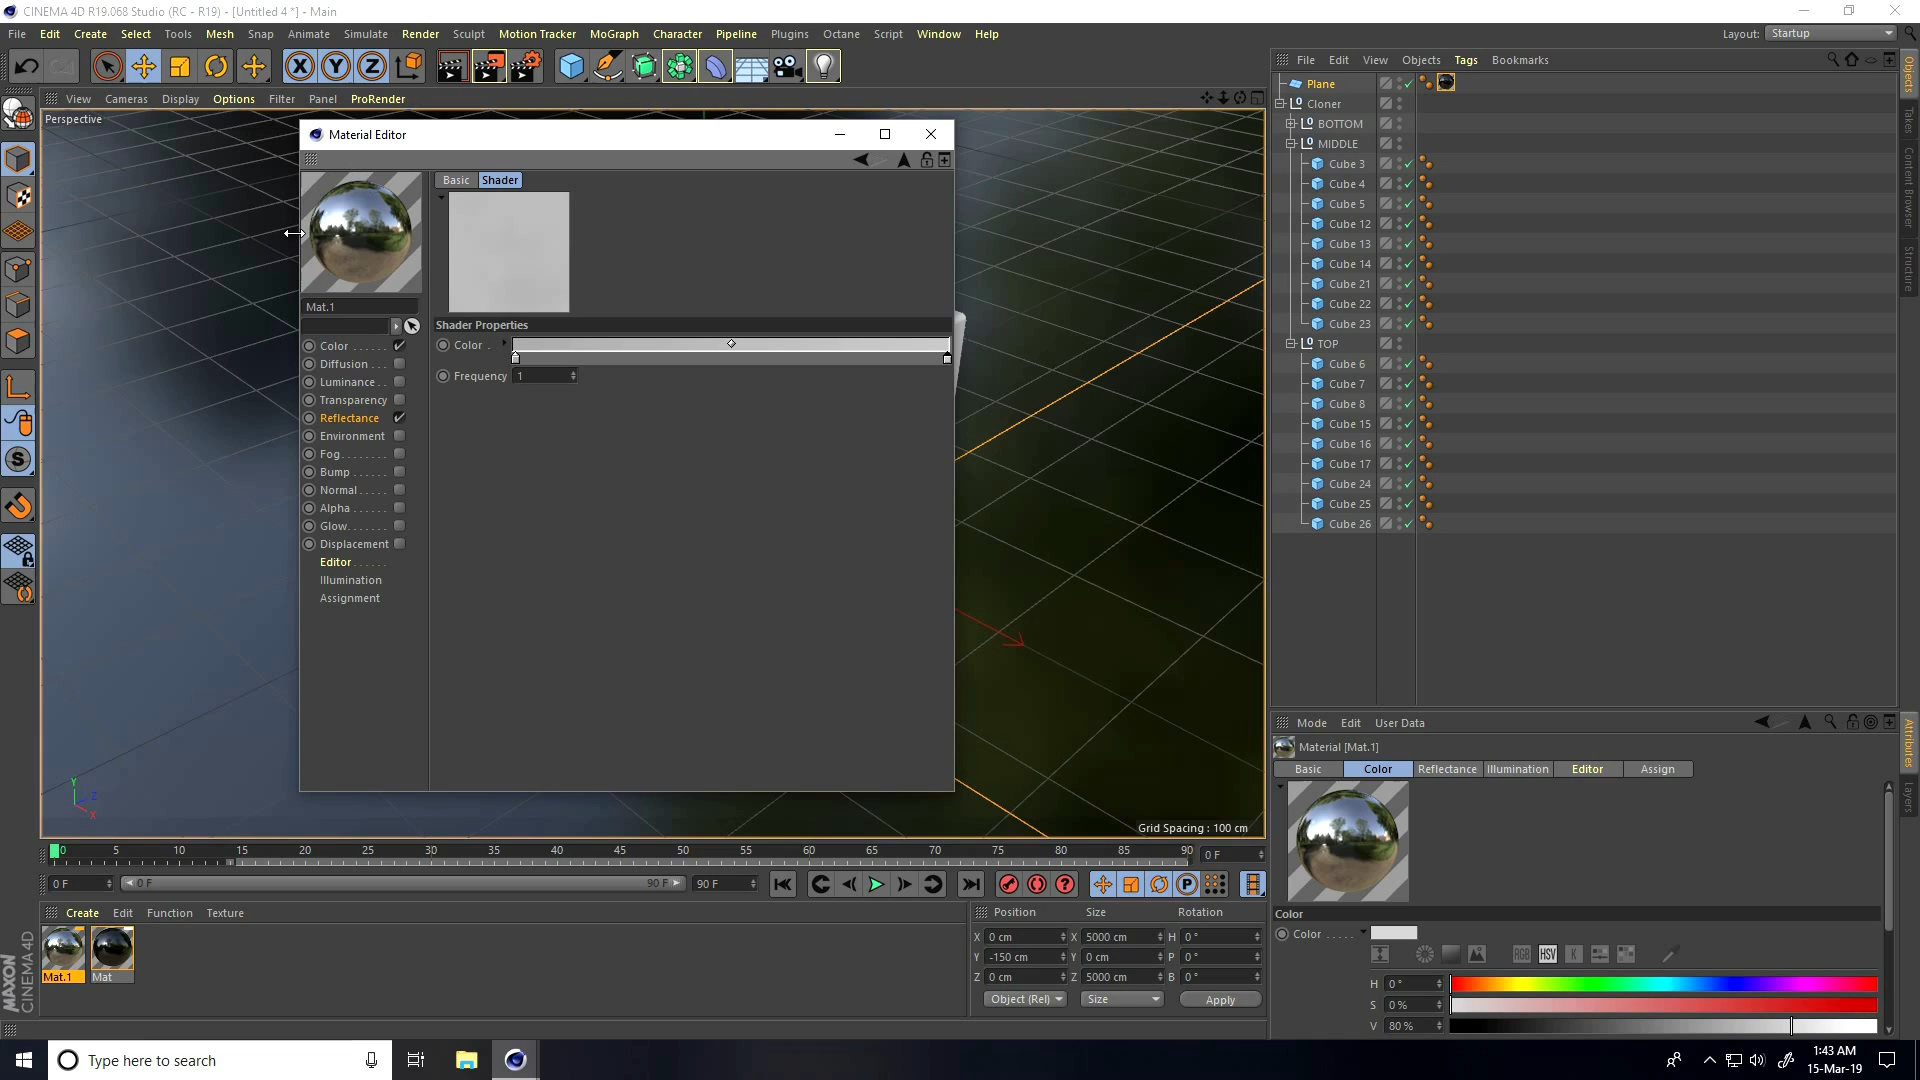 CINEMA 4D R19.068 Studio (RC - R19) - [Untitled 4 *] - Main
File Edit Create Select Tools Mesh Snap Animate Simulate Render Sculpt Motion Tracker MoGraph Character Pipeline Plugins Octane Script Window Help
Layout: Startup
View Cameras Display Options Filter Panel ProRender
Perspective
Material Editor
Basic Shader
Mat.1
Shader Properties
Color . .
Frequency 1
Color . . . . . .
Diffusion . . . .
Luminance . .
Transparency
Reflectance
Environment
Fog. . . . . . . .
Bump . . . . . .
Normal . . . . .
Alpha . . . . . .
Glow. . . . . . .
Displacement
Editor . . . . . .
Illumination
Assignment
Y
Z
X
Grid Spacing : 100 cm
File Edit View Objects Tags Bookmarks
Plane
Cloner
BOTTOM
MIDDLE
Cube 3
Cube 4
Cube 5
Cube 12
Cube 13
Cube 14
Cube 21
Cube 22
Cube 23
TOP
Cube 6
Cube 7
Cube 8
Cube 15
Cube 16
Cube 17
Cube 24
Cube 25
Cube 26
Objects
Takes
Content Browser
Structure
Mode Edit User Data
Material [Mat.1]
Basic Color Reflectance Illumination Editor Assign
Color
Color . . . . .
RGB HSV K
H 0 °
S 0 %
V 80 %
Attributes
Layers
0 5 10 15 20 25 30 35 40 45 50 55 60 65 70 75 80 85 90 0 F
0 F 0 F 90 F 90 F
Create Edit Function Texture
Mat.1 Mat
Position Size Rotation
X 0 cm X 5000 cm H 0 °
Y -150 cm Y 0 cm P 0 °
Z 0 cm Z 5000 cm B 0 °
Object (Rel) Size Apply
MAXON
CINEMA 4D
Type here to search
1:43 AM
15-Mar-19